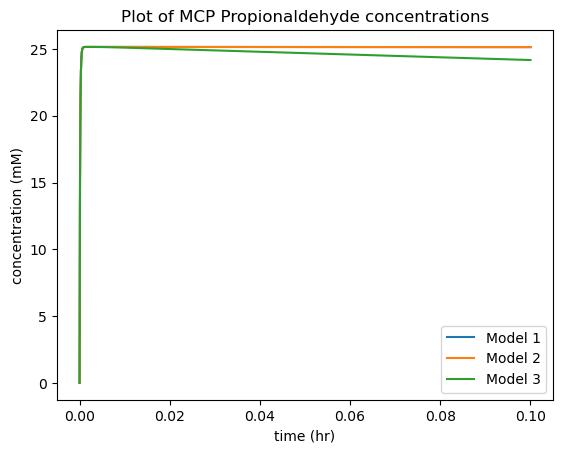 Plot of MCP Propionaldehyde concentrations
25
20
15
10
5
0
concentration (mM)
Model 1
Model 2
Model 3
0.00 0.02 0.04 0.06 0.08 0.10
time (hr)